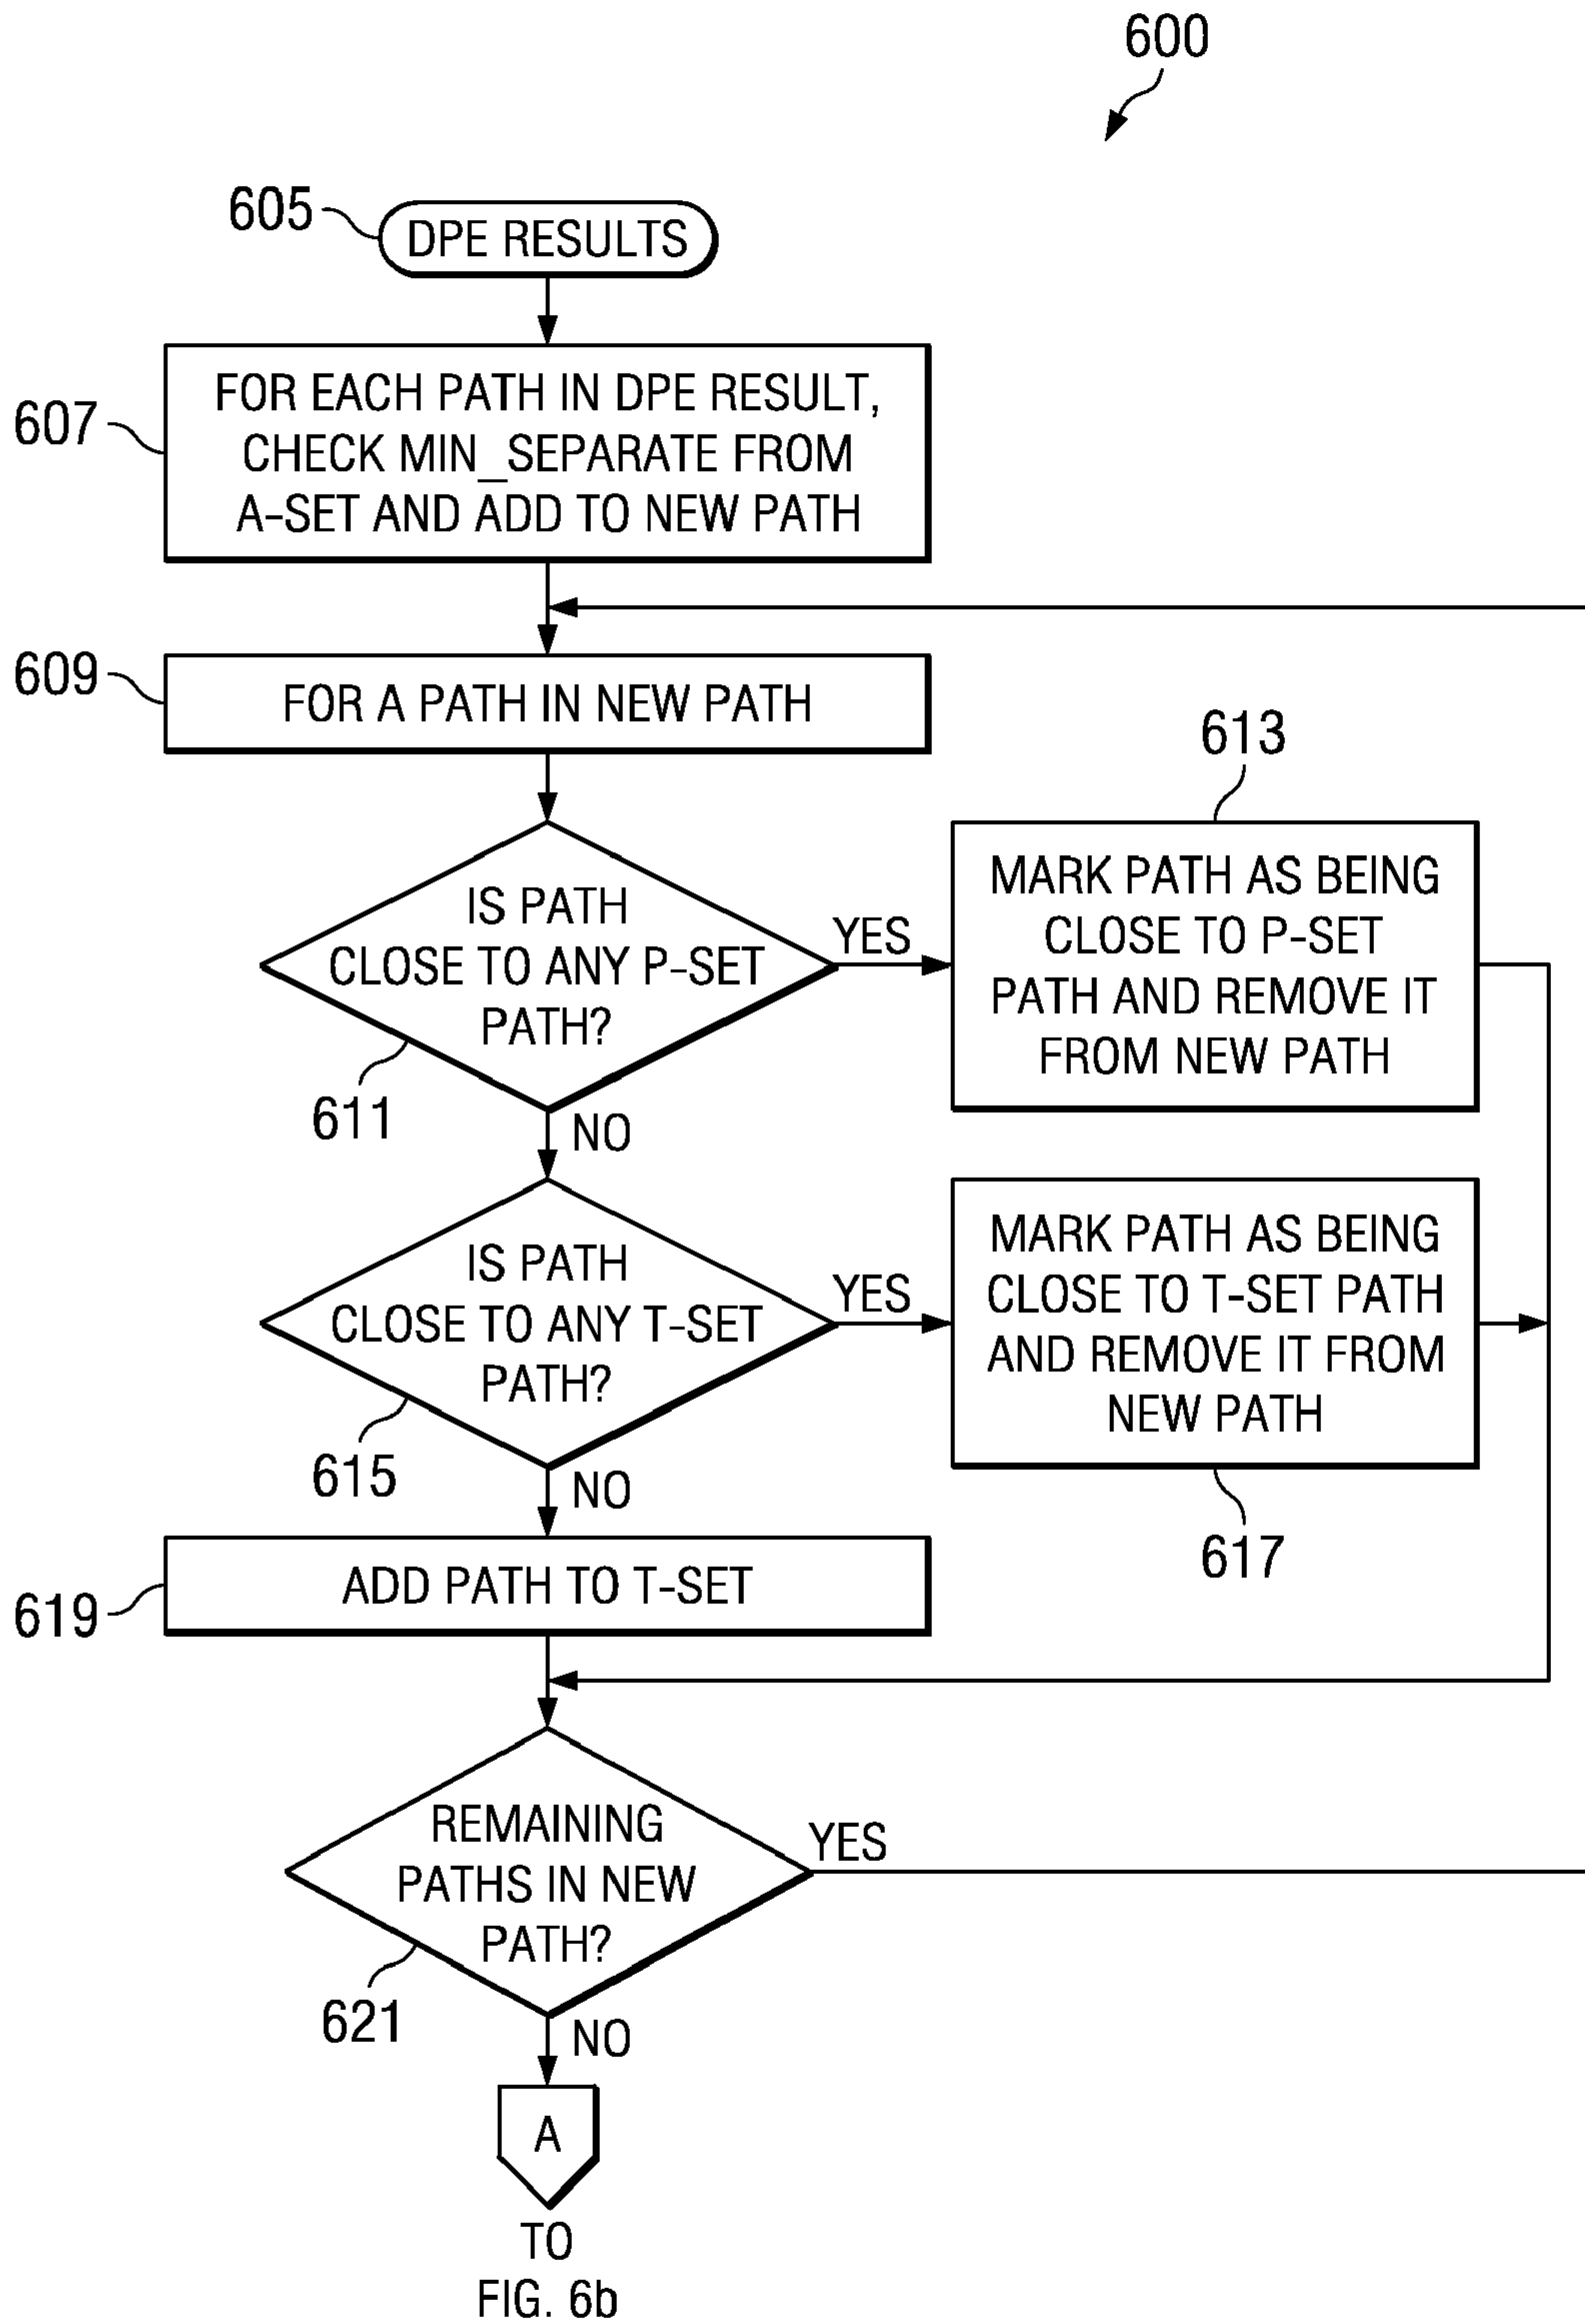 600
605
DPE RESULTS
607
FOR EACH PATH IN DPE RESULT,
CHECK MIN_SEPARATE FROM
A-SET AND ADD TO NEW PATH
609
FOR A PATH IN NEW PATH
613
IS PATH
CLOSE TO ANY P-SET
PATH?
YES
MARK PATH AS BEING
CLOSE TO P-SET
PATH AND REMOVE IT
FROM NEW PATH
611
NO
IS PATH
CLOSE TO ANY T-SET
PATH?
YES
MARK PATH AS BEING
CLOSE TO T-SET PATH
AND REMOVE IT FROM
NEW PATH
615
NO
617
619
ADD PATH TO T-SET
REMAINING
PATHS IN NEW
PATH?
YES
621
NO
A
TO
FIG. 6b